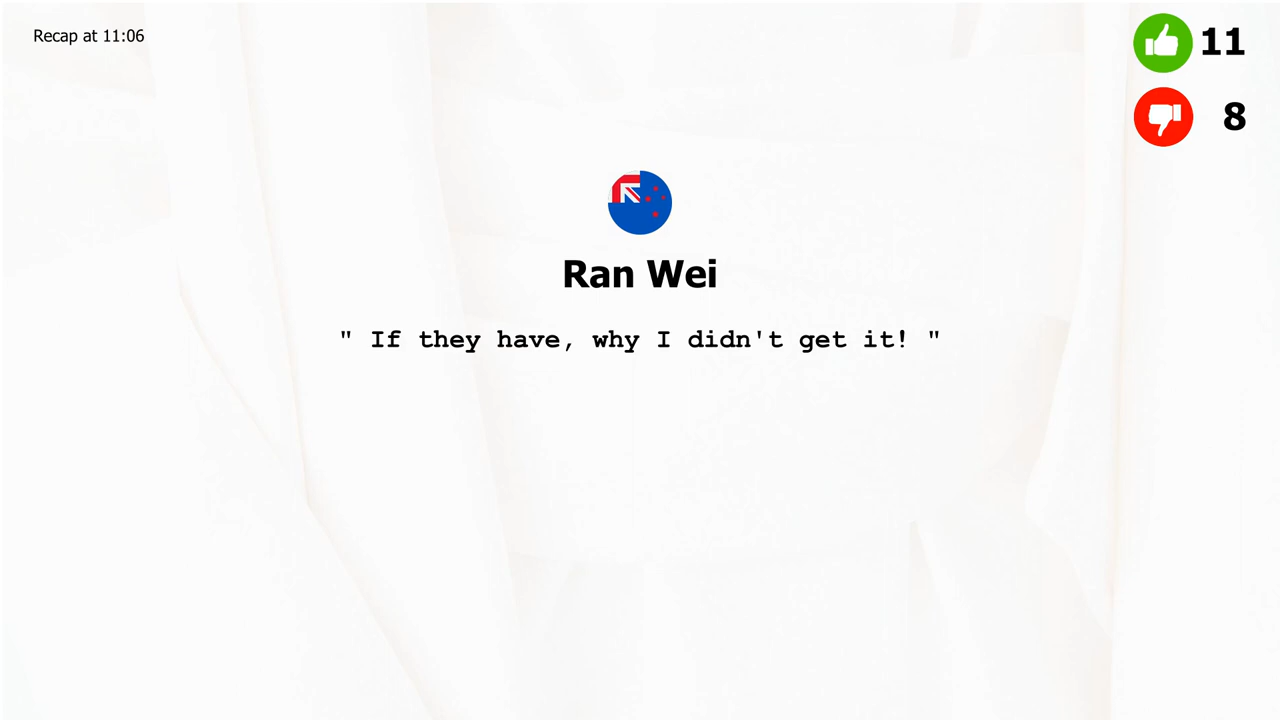 Recap at 11:06
11
8
Ran Wei
" If they have, why I didn't get it! "